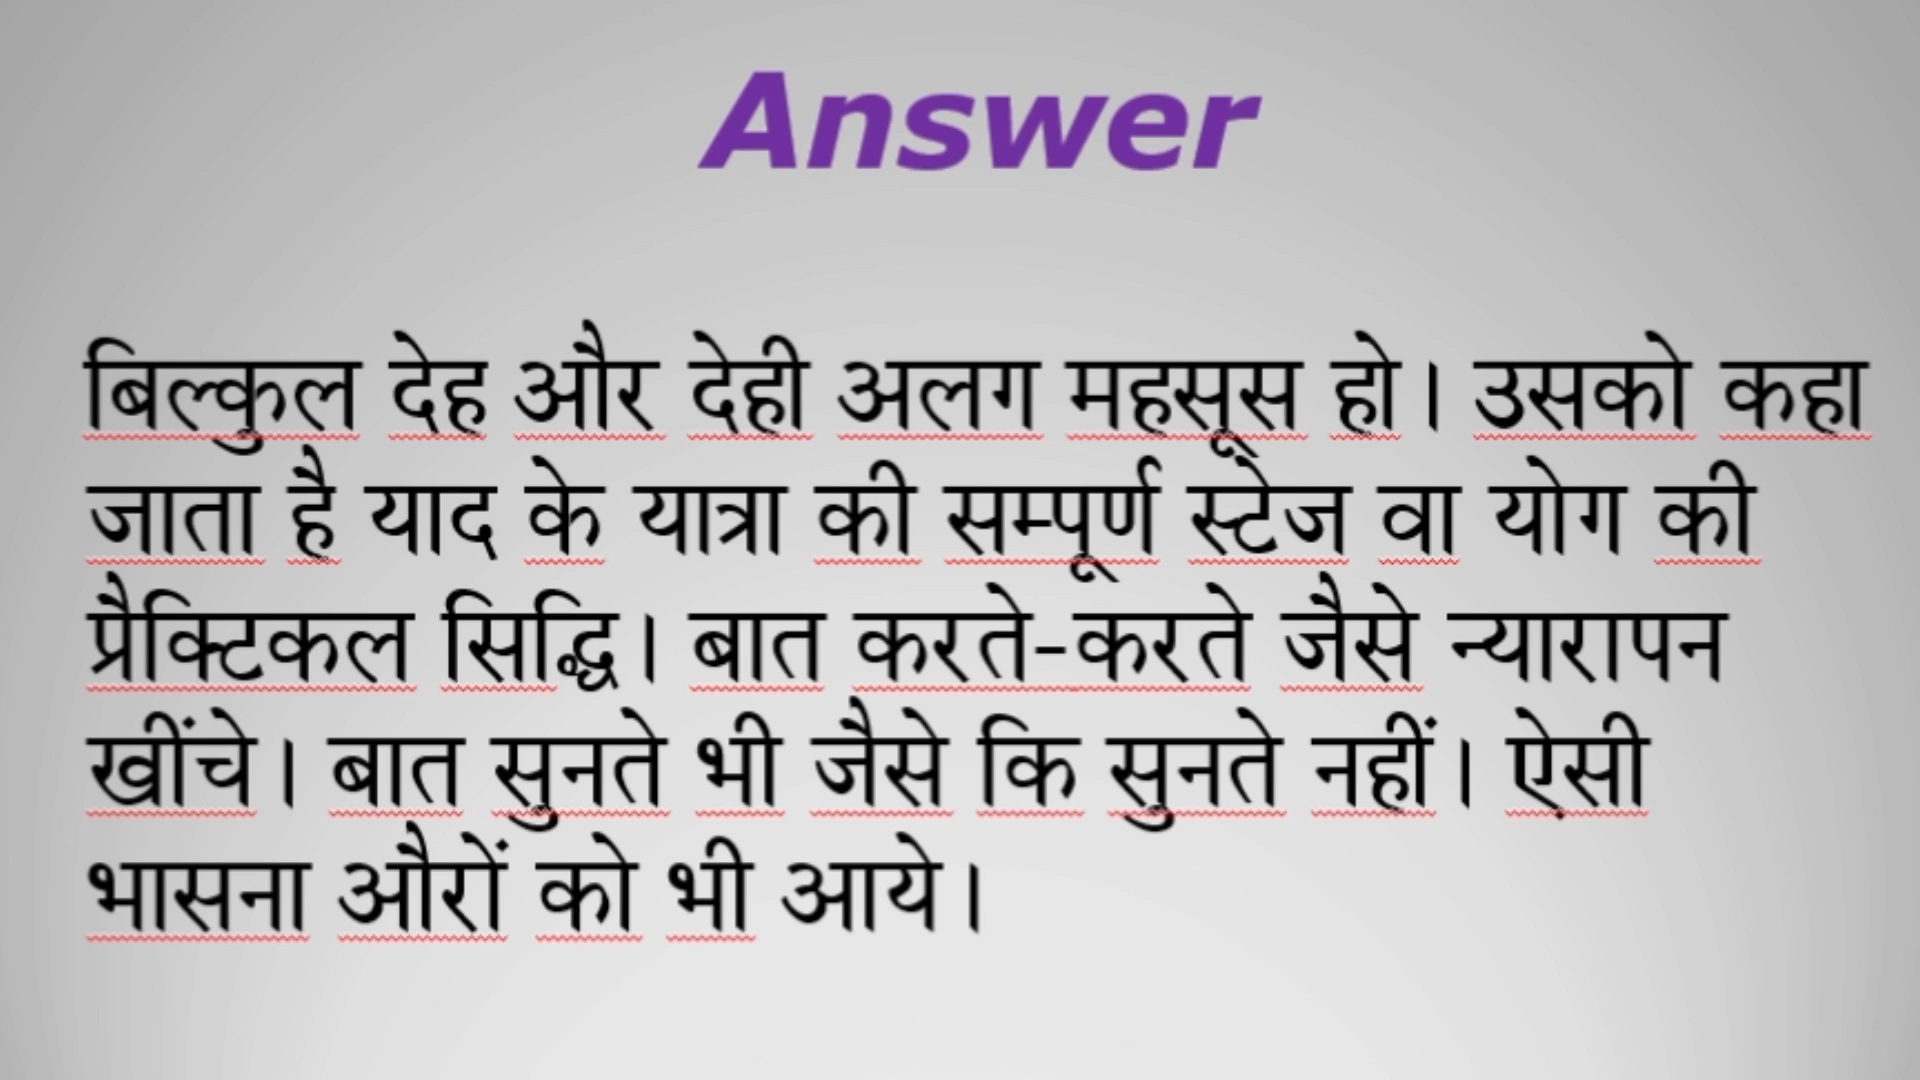 Answer
बिल्कुल देह और देही अलग महसूस हो। उसको कहा
जाता है याद के यात्रा की सम्पूर्ण स्टेज वा योग की
प्रैक्टिकल सिद्धि। बात करते-करते जैसे न्यारापन
खींचे। बात सुनते भी जैसे कि सुनते नहीं। ऐसी
भासना औरों को भी आये।